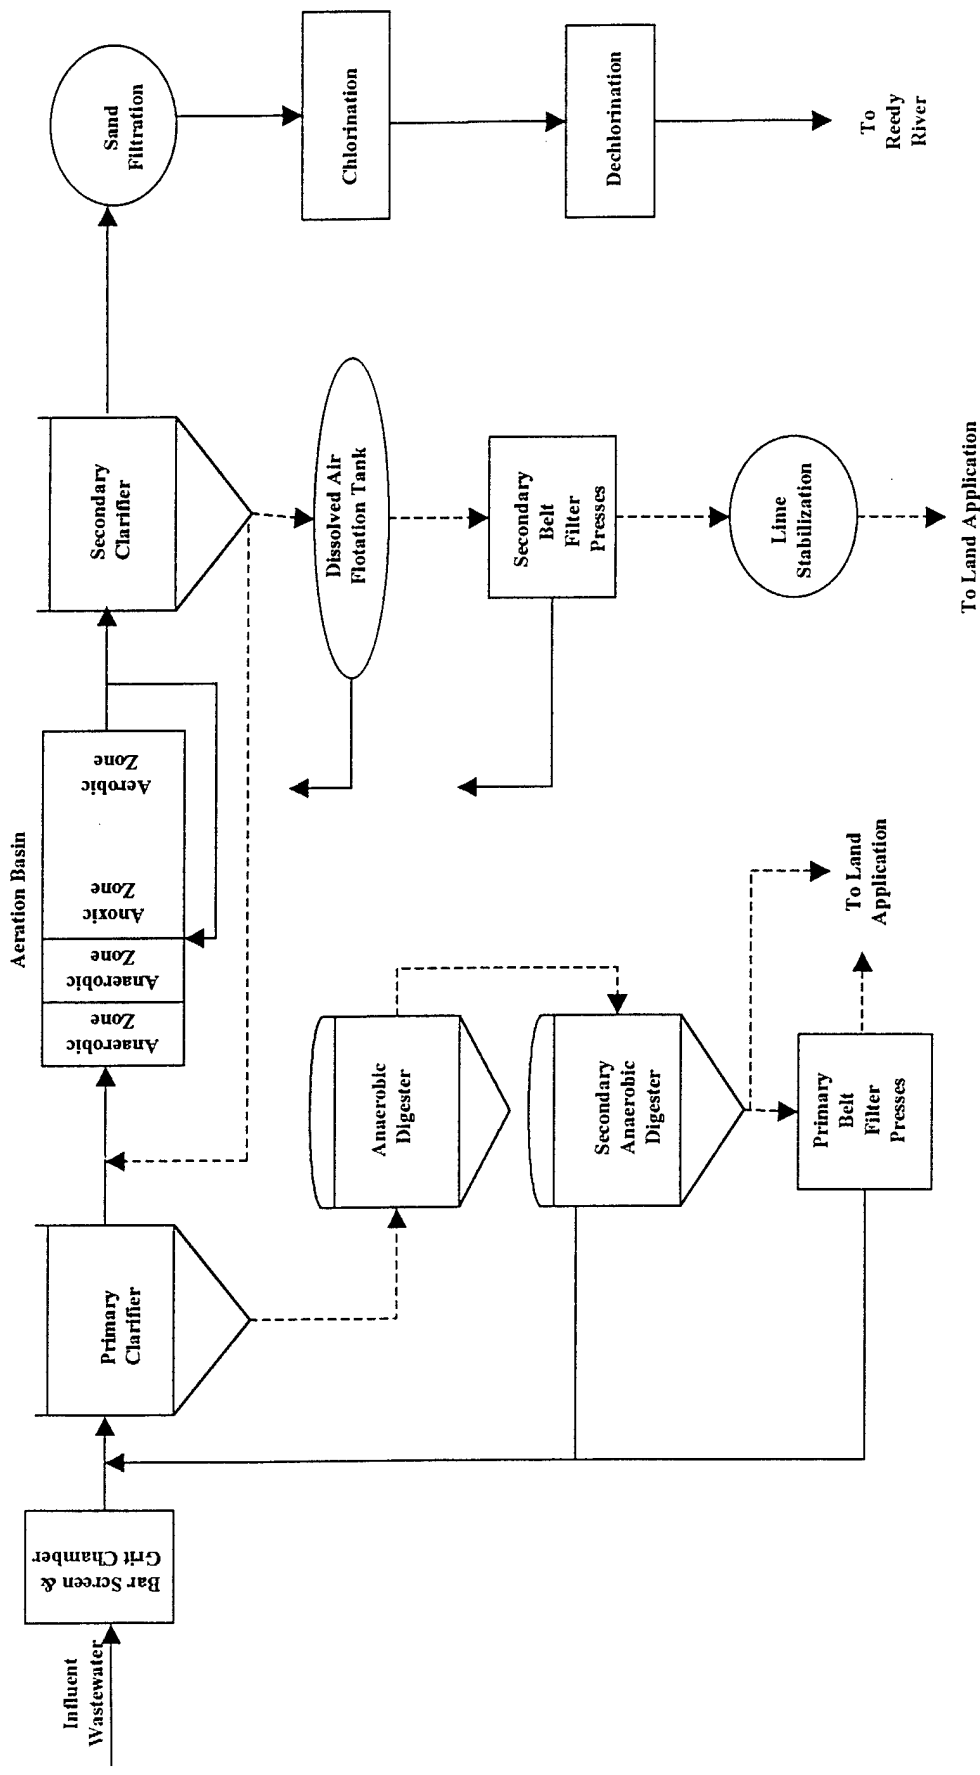 Influent
Wastewater
Bar Screen &
Grit Chamber
Primary
Clarifier
Aeration Basin
Anaerobic
Zone
Anaerobic
Zone
Anoxic
Zone
Aerobic
Zone
Secondary
Clarifier
Sand
Filtration
Chlorination
Dechlorination
To
Reedy
River
Dissolved Air
Flotation Tank
Secondary
Belt
Filter
Presses
Lime
Stabilization
To Land Application
Anaerobic
Digester
Secondary
Anaerobic
Digester
Primary
Belt
Filter
Presses
To Land
Application